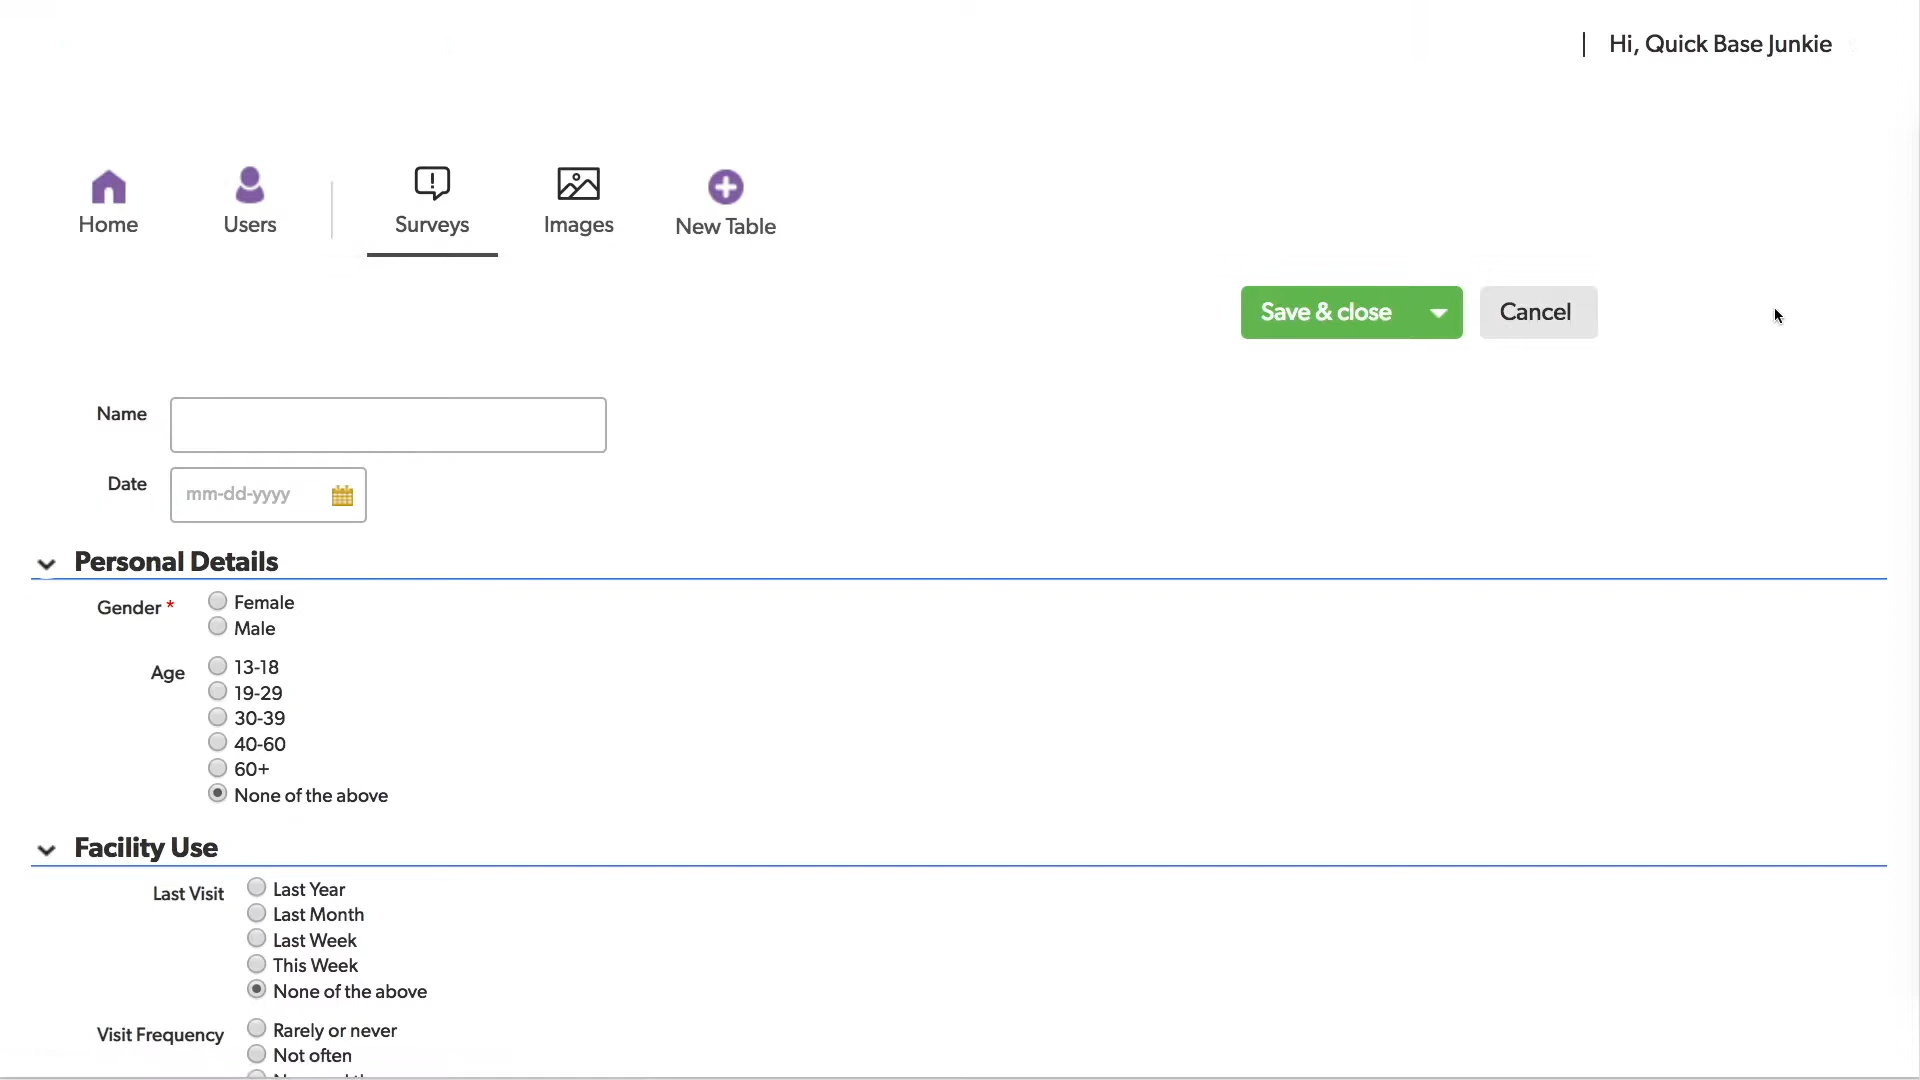 Hi, Quick Base Junkie
Home
Users
Surveys
Images
New Table
Save & close
Cancel
Name
Date
mm-dd-yyyy
Personal Details
Gender *
Female
Male
Age
13-18
19-29
30-39
40-60
60+
None of the above
Facility Use
Last Visit
Last Year
Last Month
Last Week
This Week
None of the above
Visit Frequency
Rarely or never
Not often